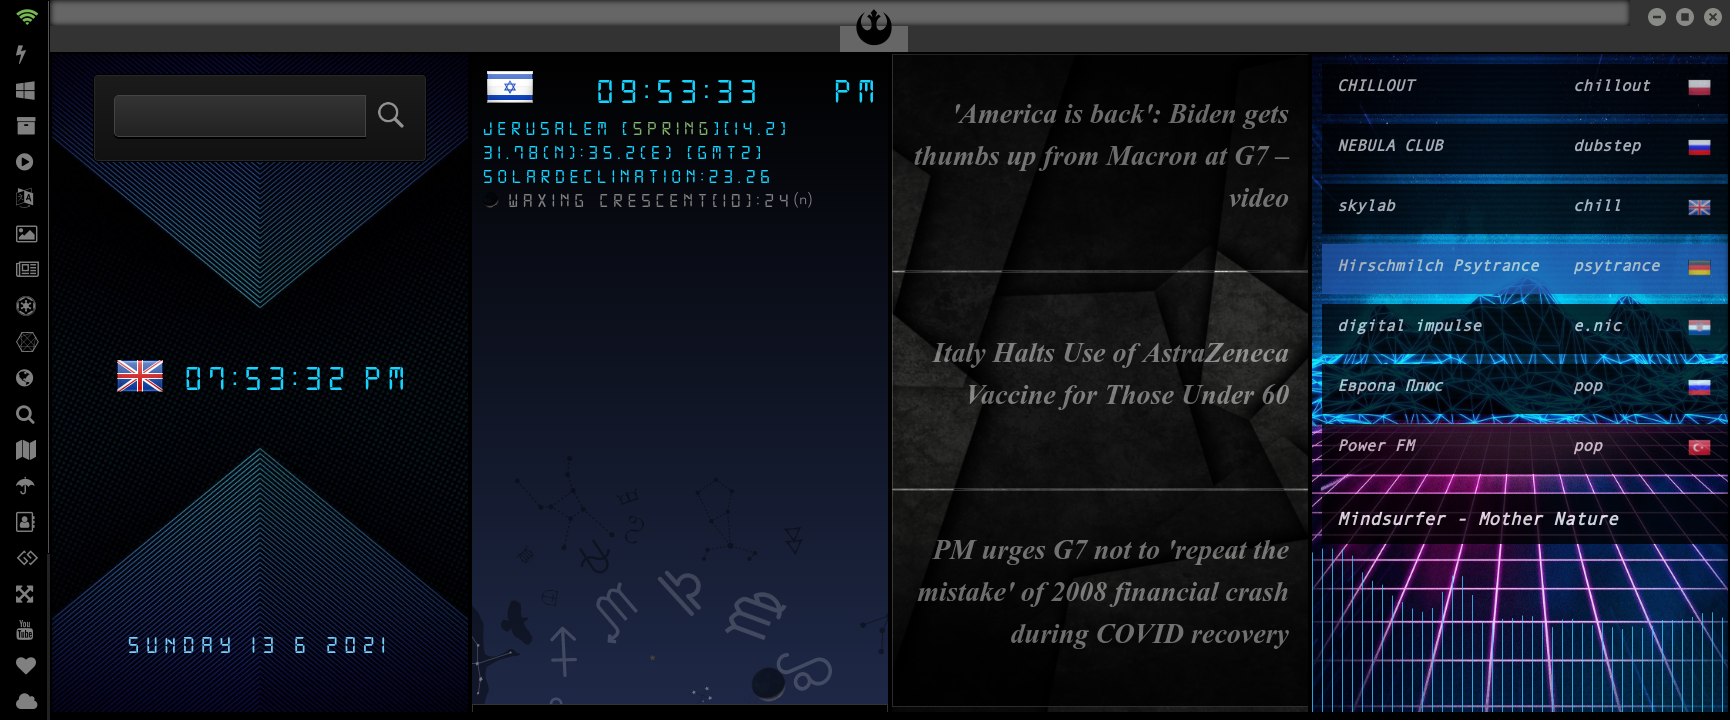 07:53:32 PM
SUNDAY 13 6 2021
09:53:33 PM
JERUSALEM [SPRING][14.2]
31.78(N):35.2(E) [GMT2]
SOLARDECLINATION:23.26
WAXING CRESCENT[10]:24(n)
'America is back': Biden gets
thumbs up from Macron at G7 –
video
Italy Halts Use of AstraZeneca
Vaccine for Those Under 60
PM urges G7 not to 'repeat the
mistake' of 2008 financial crash
during COVID recovery
CHILLOUT chillout
NEBULA CLUB dubstep
skylab chill
Hirschmilch Psytrance psytrance
digital impulse e.nic
Европа Плюс pop
Power FM pop
Mindsurfer - Mother Nature
You
Tube